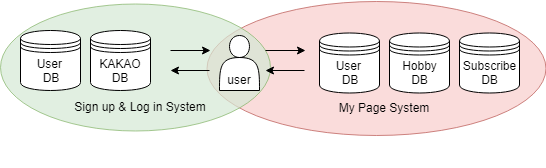 User
DB
KAKAO
DB
user
User
DB
Hobby
DB
Subscribe
DB
Sign up & Log in System
My Page System